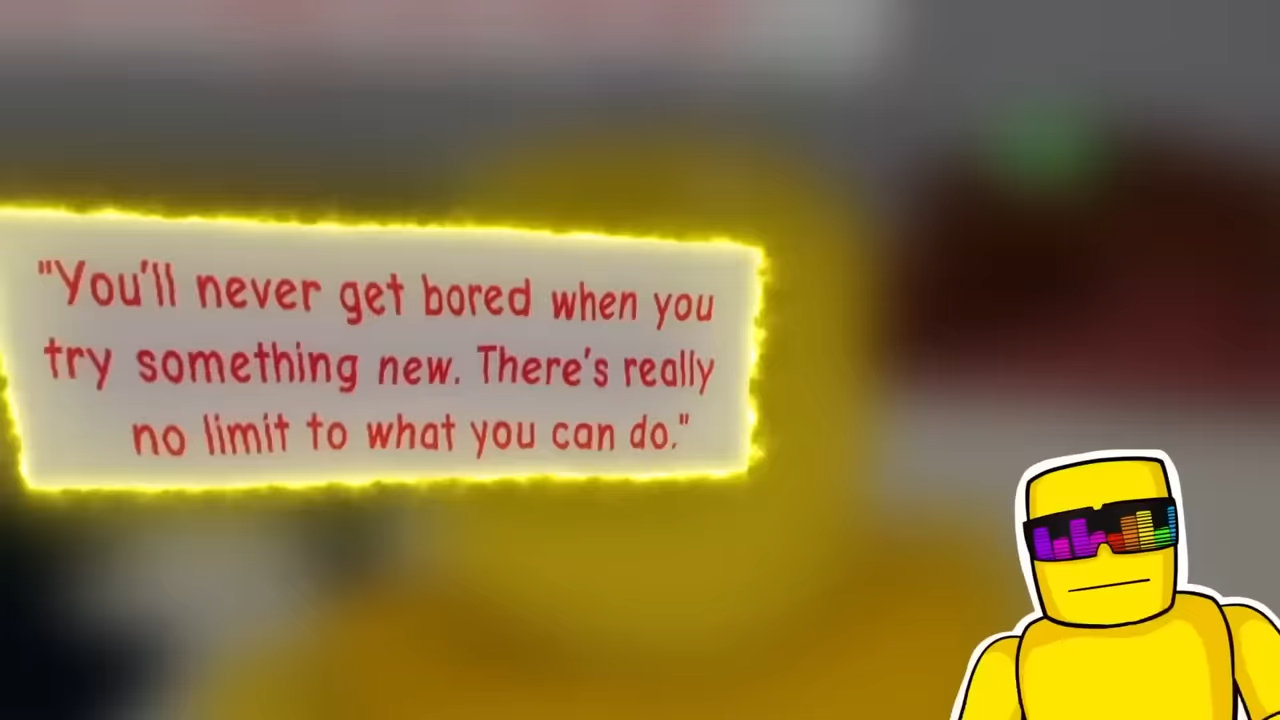 "You'll never get bored when you
try something new. There's really
no limit to what you can do."